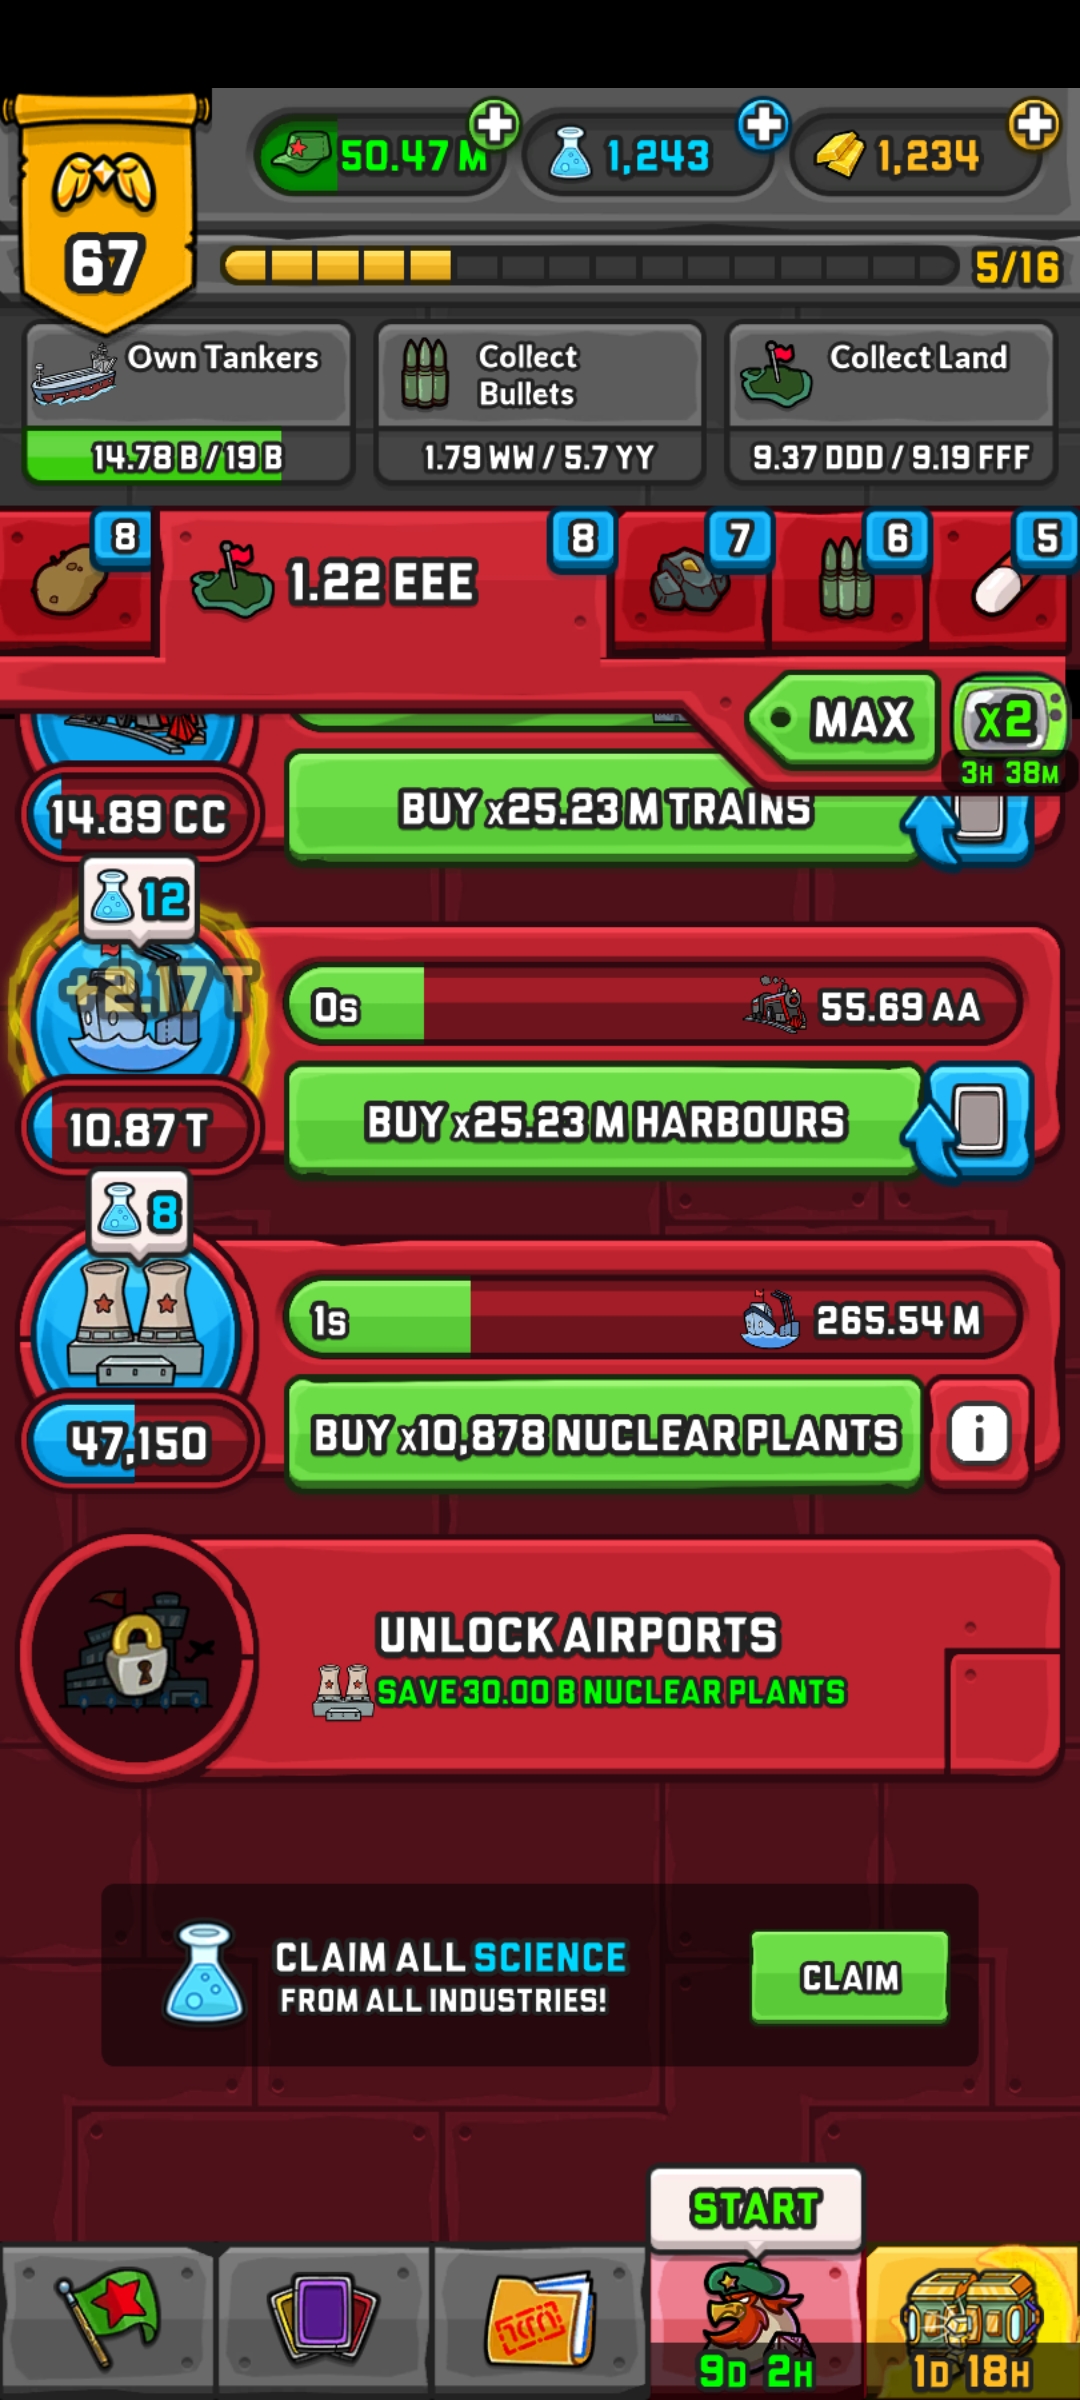 50.47 M
1,243
1,234
67
5/16
Own Tankers
14.78 B / 19 B
Collect
Bullets
1.79 WW / 5.7 YY
Collect Land
9.37 DDD / 9.19 FFF
8
1.22 EEE
8
7
6
5
MAX
x2
3H 38M
14.89 CC
BUY x25.23 M TRAINS
12
+2.17 T
0s
55.69 AA
10.87 T
BUY x25.23 M HARBOURS
8
1s
265.54 M
47,150
BUY x10,878 NUCLEAR PLANTS
i
UNLOCK AIRPORTS
SAVE 30.00 B NUCLEAR PLANTS
CLAIM ALL SCIENCE
FROM ALL INDUSTRIES!
CLAIM
START
9D 2H
1D 18H